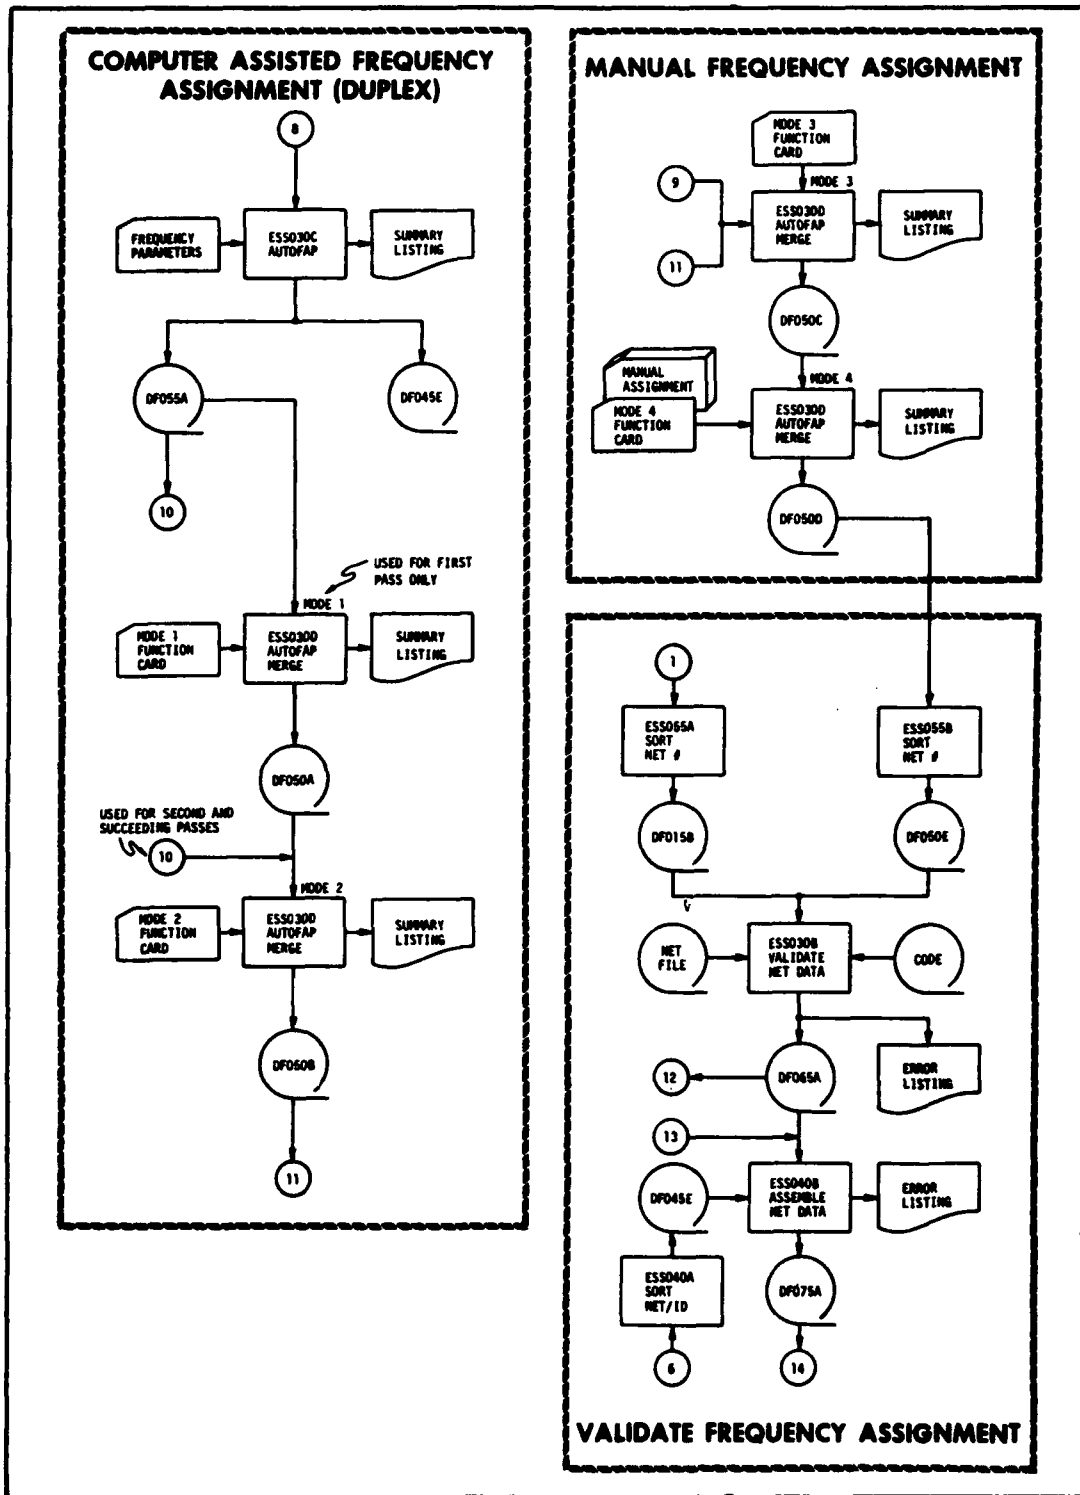 COMPUTER ASSISTED FREQUENCY
ASSIGNMENT (DUPLEX)
8
FREQUENCY
PARAMETERS
ESS030C
AUTOFAP
SUMMARY
LISTING
DF055A
DF045E
10
USED FOR FIRST
PASS ONLY
MODE 1
MODE 1
FUNCTION
CARD
ESS030D
AUTOFAP
MERGE
SUMMARY
LISTING
DF050A
USED FOR SECOND AND
SUCCEEDING PASSES
10
MODE 2
MODE 2
FUNCTION
CARD
ESS030D
AUTOFAP
MERGE
SUMMARY
LISTING
DF050B
11
MANUAL FREQUENCY ASSIGNMENT
MODE 3
FUNCTION
CARD
MODE 3
9
11
ESS030D
AUTOFAP
MERGE
SUMMARY
LISTING
DF050C
MODE 4
MANUAL
ASSIGNMENT
MODE 4
FUNCTION
CARD
ESS030D
AUTOFAP
MERGE
SUMMARY
LISTING
DF050D
1
ESS065A
SORT
NET #
ESS055B
SORT
NET #
DF015B
DF050E
NET
FILE
ESS030B
VALIDATE
NET DATA
CODE
12
DF065A
ERROR
LISTING
13
DF045E
ESS040B
ASSEMBLE
NET DATA
ERROR
LISTING
ESS040A
SORT
NET/ID
DF075A
6
14
VALIDATE FREQUENCY ASSIGNMENT